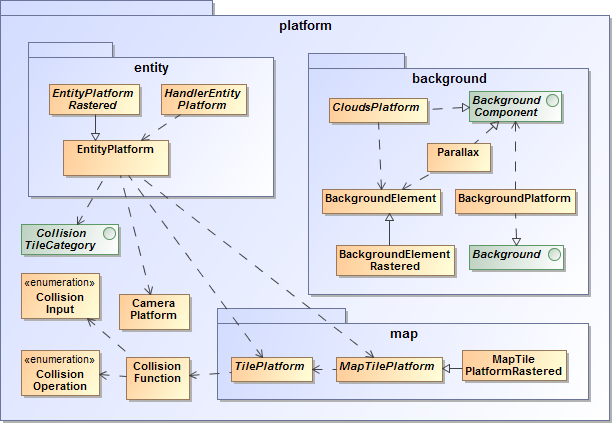 platform
entity
EntityPlatform
Rastered
HandlerEntity
Platform
EntityPlatform
background
CloudsPlatform
Background
Component
Parallax
BackgroundElement
BackgroundPlatform
BackgroundElement
Rastered
Background
Collision
TileCategory
«enumeration»
Collision
Input
Camera
Platform
«enumeration»
Collision
Operation
Collision
Function
map
TilePlatform
MapTilePlatform
MapTile
PlatformRastered